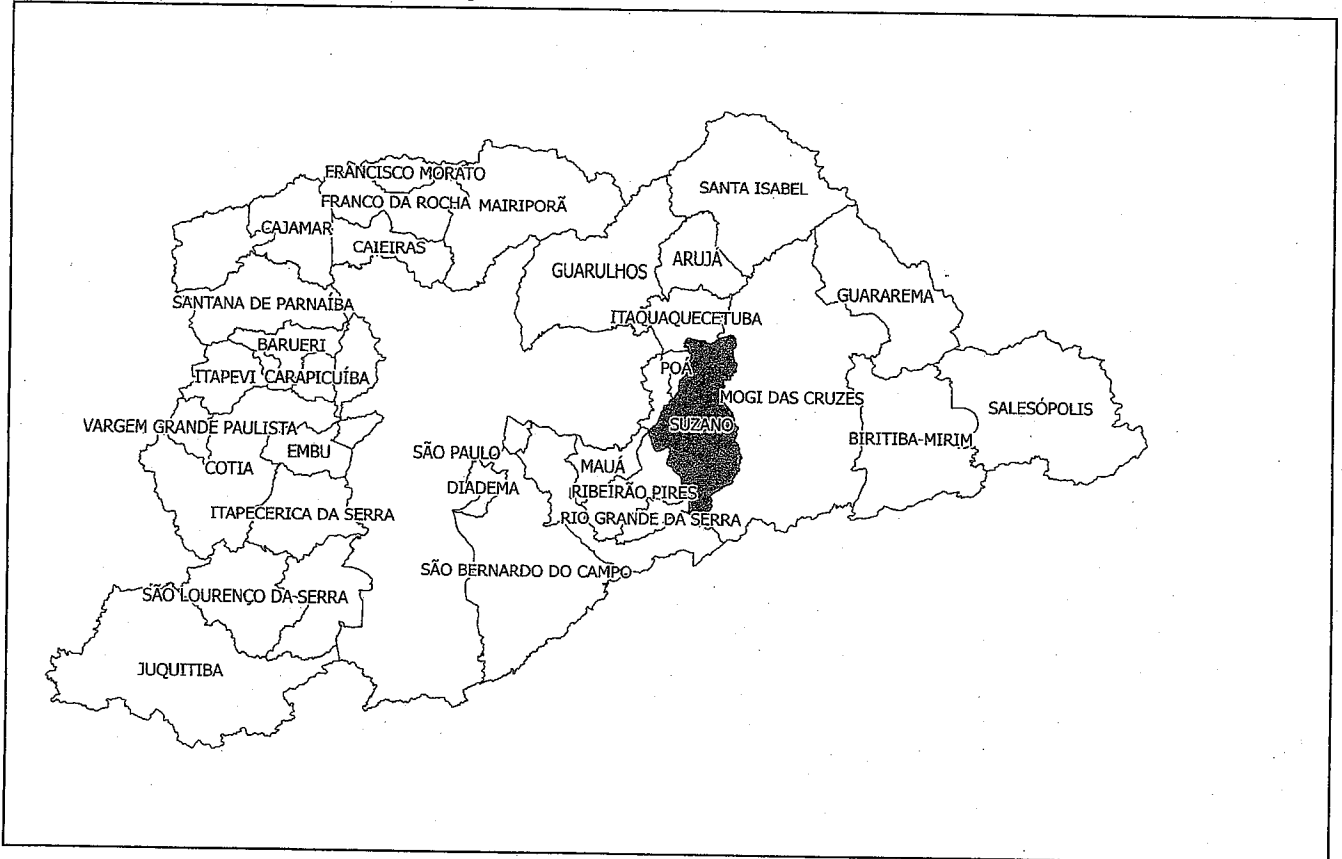 FRANCISCO MORATO
SANTA ISABEL
FRANCO DA ROCHA
MAIRIPORÃ
CAJAMAR
CAIEIRAS
ARUJÁ
GUARULHOS
GUARAREMA
SANTANA DE PARNAÍBA
ITAQUAQUECETUBA
BARUERI
POÁ
ITAPEVI
CARAPICUÍBA
MOGI DAS CRUZES
SALESÓPOLIS
VARGEM GRANDE PAULISTA
SUZANO
BIRITIBA-MIRIM
EMBU
SÃO PAULO
COTIA
MAUÁ
DIADEMA
RIBEIRÃO PIRES
ITAPECERICA DA SERRA
RIO GRANDE DA SERRA
SÃO BERNARDO DO CAMPO
SÃO LOURENÇO DA SERRA
JUQUITIBA